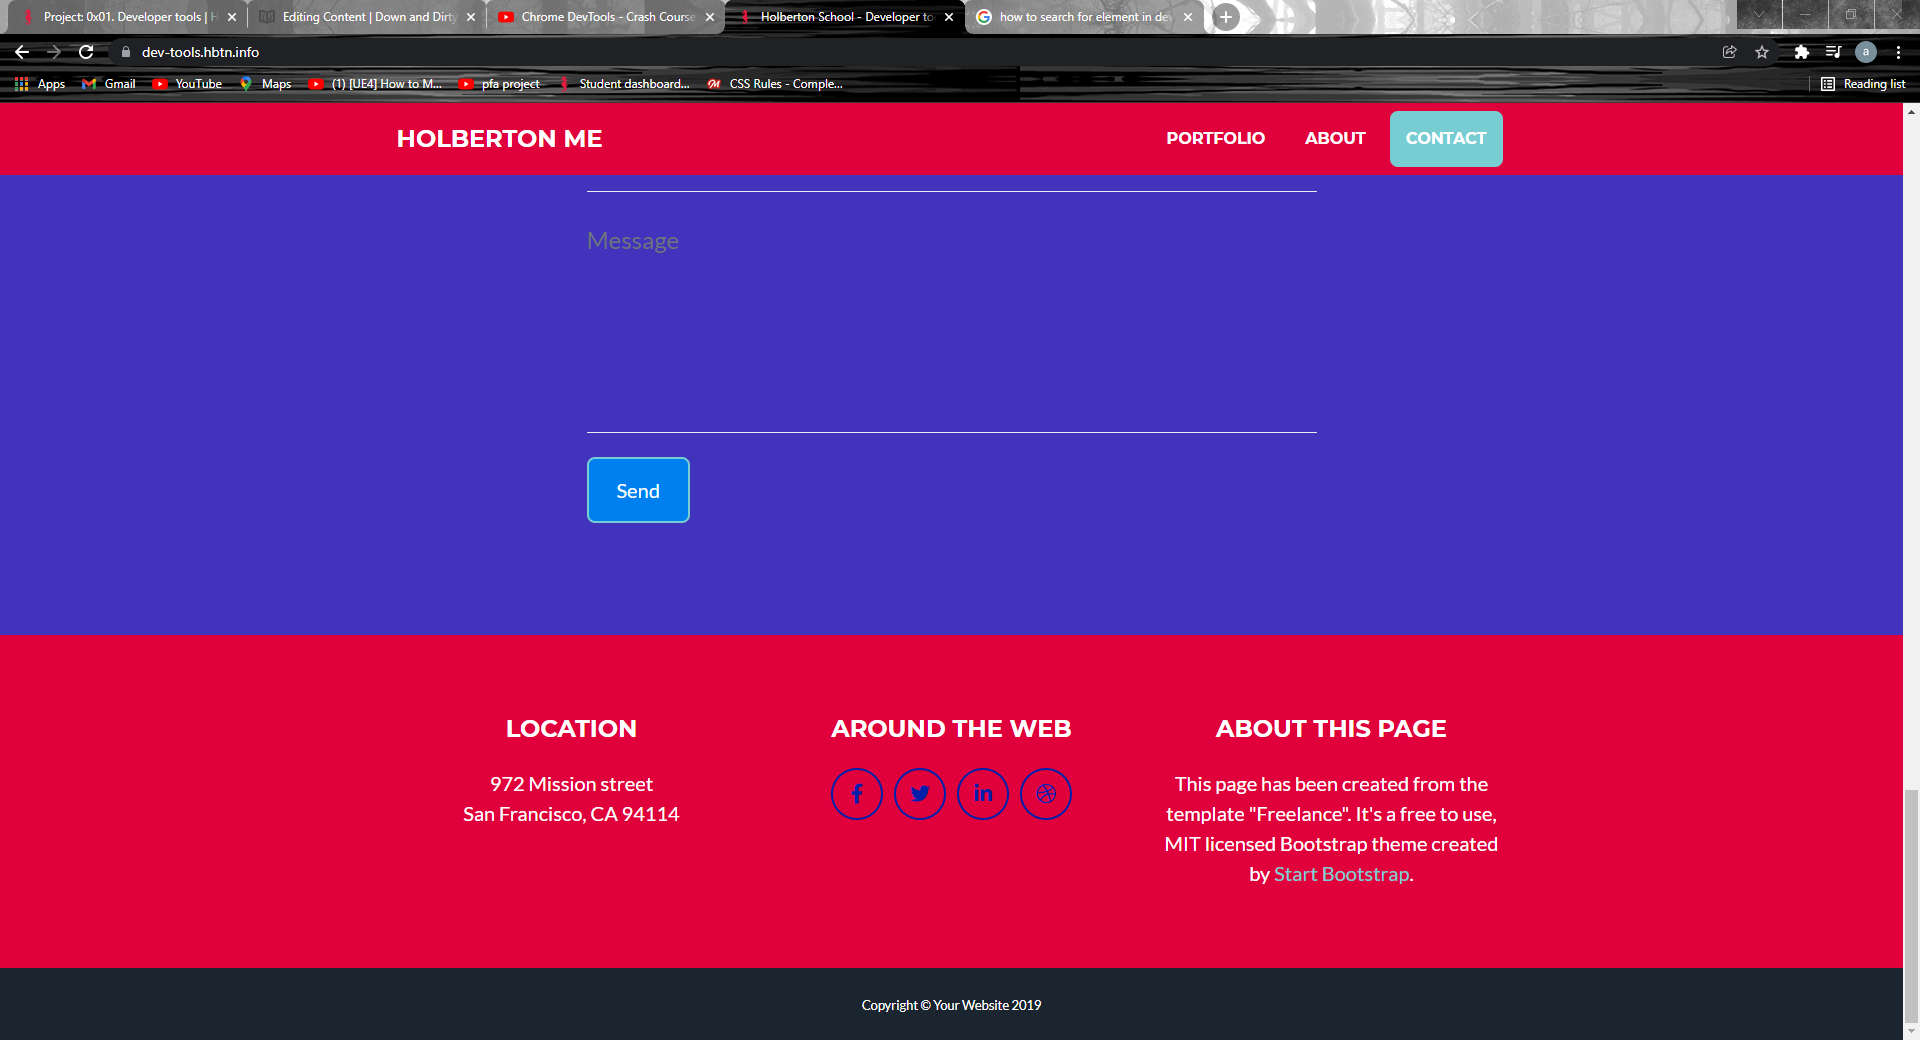 Project: 0x01. Developer tools | H
Editing Content | Down and Dirty
Chrome DevTools - Crash Course
Holberton School - Developer to
how to search for element in dev
dev-tools.hbtn.info
a
Apps
Gmail
YouTube
Maps
(1) [UE4] How to M...
pfa project
Student dashboard...
CSS Rules - Comple...
Reading list
HOLBERTON ME
PORTFOLIO
ABOUT
CONTACT
Message
Send
LOCATION
972 Mission street
San Francisco, CA 94114
AROUND THE WEB
ABOUT THIS PAGE
This page has been created from the
template "Freelance". It's a free to use,
MIT licensed Bootstrap theme created
by Start Bootstrap.
Copyright © Your Website 2019